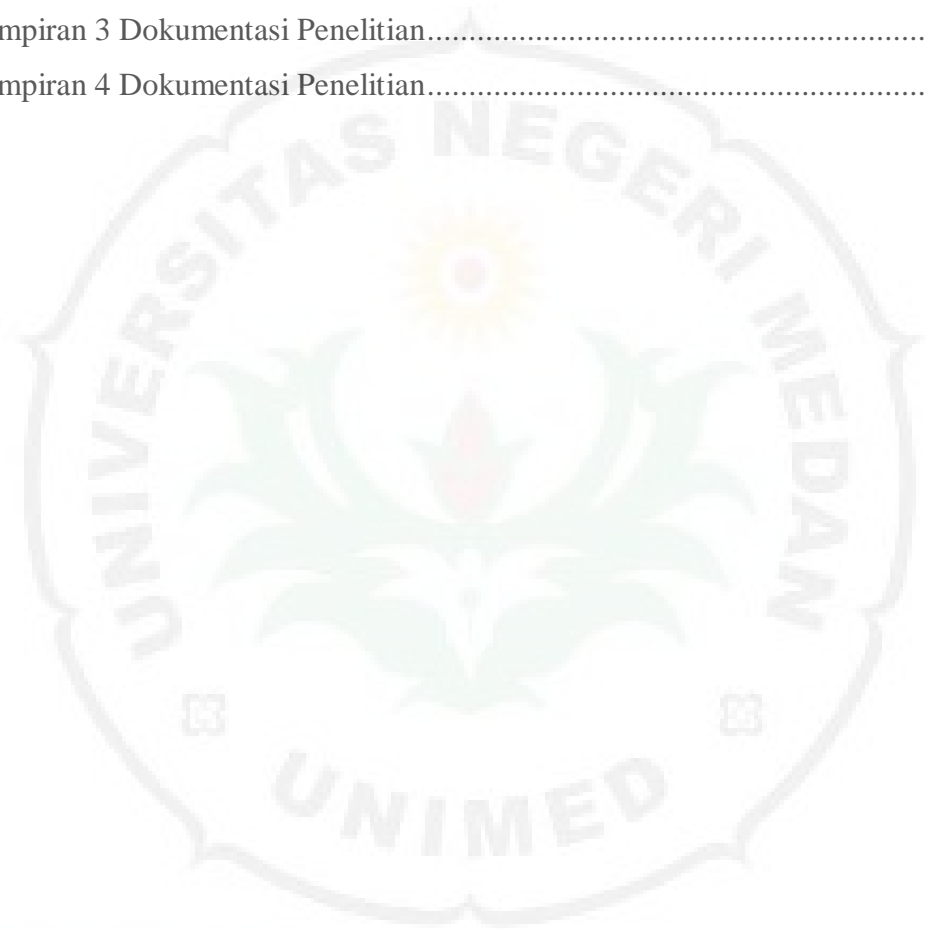 mpiran 3 Dokumentasi Penelitian............................................................
mpiran 4 Dokumentasi Penelitian............................................................
UNIVERSITAS NEGERI MEDAN
UNIMED